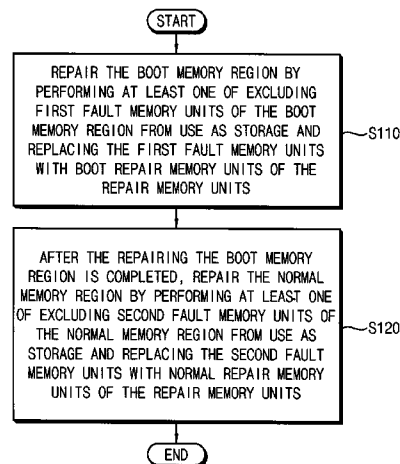 START
REPAIR THE BOOT MEMORY REGION BY
PERFORMING AT LEAST ONE OF EXCLUDING
FIRST FAULT MEMORY UNITS OF THE BOOT
MEMORY REGION FROM USE AS STORAGE AND
REPLACING THE FIRST FAULT MEMORY UNITS
WITH BOOT REPAIR MEMORY UNITS OF THE
REPAIR MEMORY UNITS
S110
AFTER THE REPAIRING THE BOOT MEMORY
REGION IS COMPLETED, REPAIR THE NORMAL
MEMORY REGION BY PERFORMING AT LEAST ONE
OF EXCLUDING SECOND FAULT MEMORY UNITS OF
THE NORMAL MEMORY REGION FROM USE AS
STORAGE AND REPLACING THE SECOND FAULT
MEMORY UNITS WITH NORMAL REPAIR MEMORY
UNITS OF THE REPAIR MEMORY UNITS
S120
END